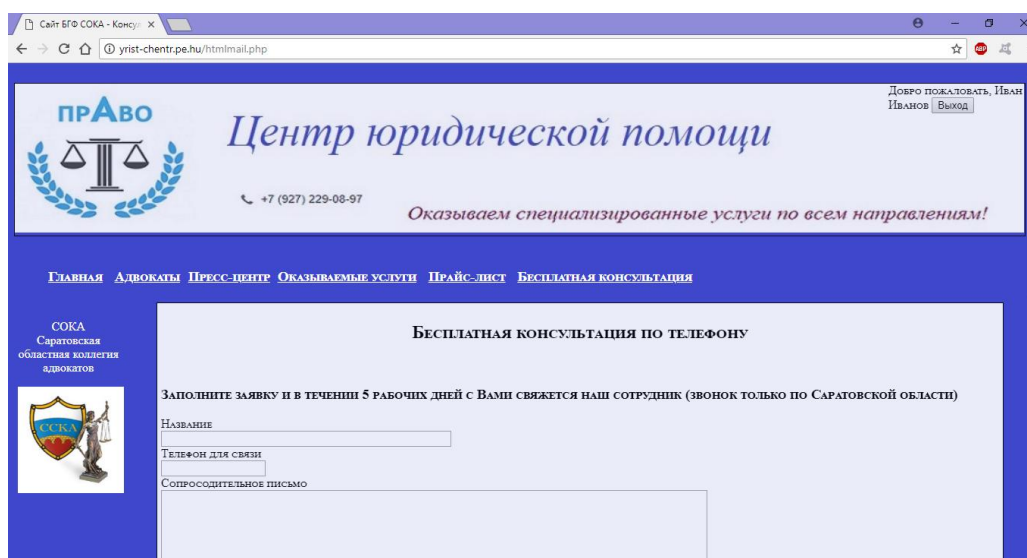 Сайт БГФ СОКА - Консул
yrist-chentr.pe.hu/htmlmail.php
ABP
Добро пожаловать, Иван
Иванов Выход
прАво
Центр юридической помощи
+7 (927) 229-08-97
Оказываем специализированные услуги по всем направлениям!
Главная Адвокаты Пресс-центр Оказываемые услуги Прайс-лист Бесплатная консультация
СОКА
Саратовская
областная коллегия
адвокатов
ССКА
Бесплатная консультация по телефону
Заполните заявку и в течении 5 рабочих дней с Вами свяжется наш сотрудник (звонок только по Саратовской области)
Название
Телефон для связи
Сопросодительное письмо